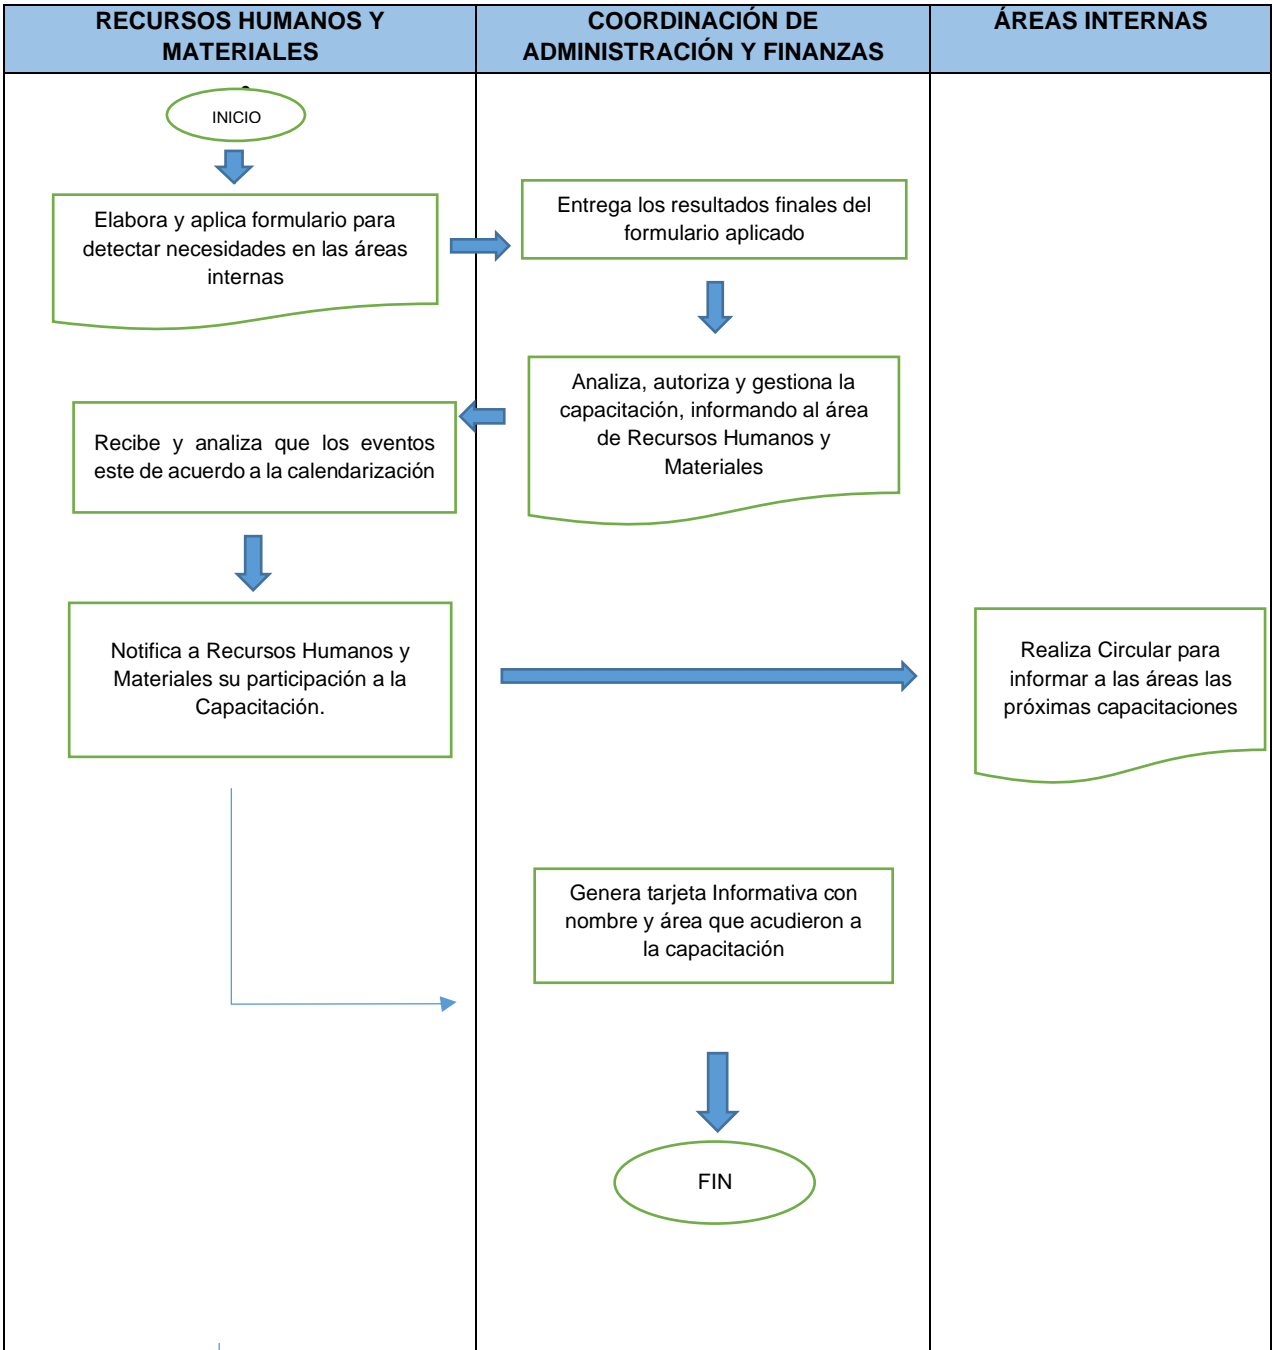 RECURSOS HUMANOS Y
MATERIALES
COORDINACIÓN DE
ADMINISTRACIÓN Y FINANZAS
ÁREAS INTERNAS
INICIO
Elabora y aplica formulario para
detectar necesidades en las áreas
internas
Entrega los resultados finales del
formulario aplicado
Analiza, autoriza y gestiona la
capacitación, informando al área
de Recursos Humanos y
Materiales
Recibe y analiza que los eventos
este de acuerdo a la calendarización
Notifica a Recursos Humanos y
Materiales su participación a la
Capacitación.
Realiza Circular para
informar a las áreas las
próximas capacitaciones
Genera tarjeta Informativa con
nombre y área que acudieron a
la capacitación
FIN